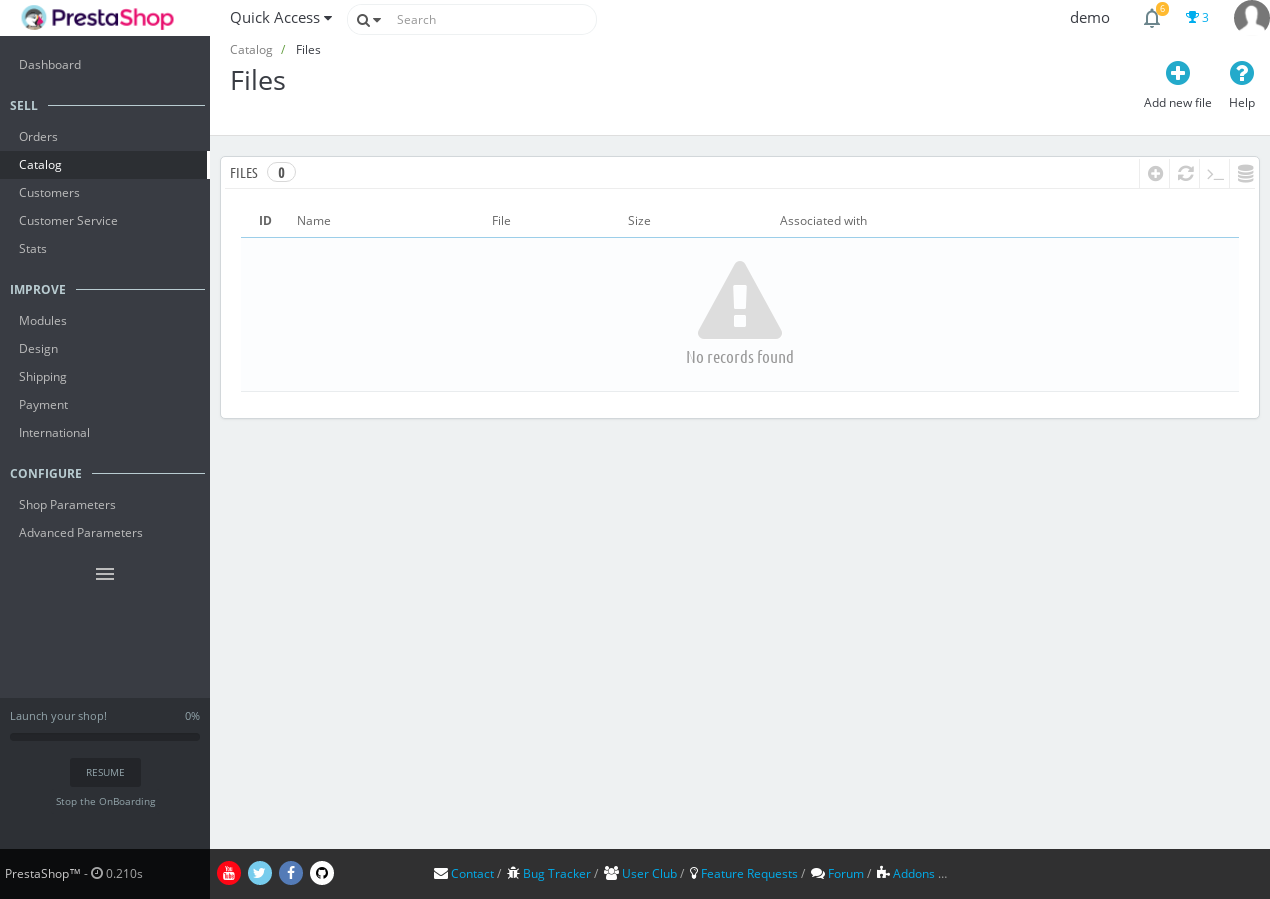 PrestaShop
Quick Access
Search
demo
6
3
Catalog / Files
Files
Add new file
Help
Dashboard
SELL
Orders
Catalog
Customers
Customer Service
Stats
IMPROVE
Modules
Design
Shipping
Payment
International
CONFIGURE
Shop Parameters
Advanced Parameters
Launch your shop! 0%
RESUME
Stop the OnBoarding
FILES 0
ID Name File Size Associated with
No records found
PrestaShop™ - 0.210s
You Tube
Contact / Bug Tracker / User Club / Feature Requests / Forum / Addons ...